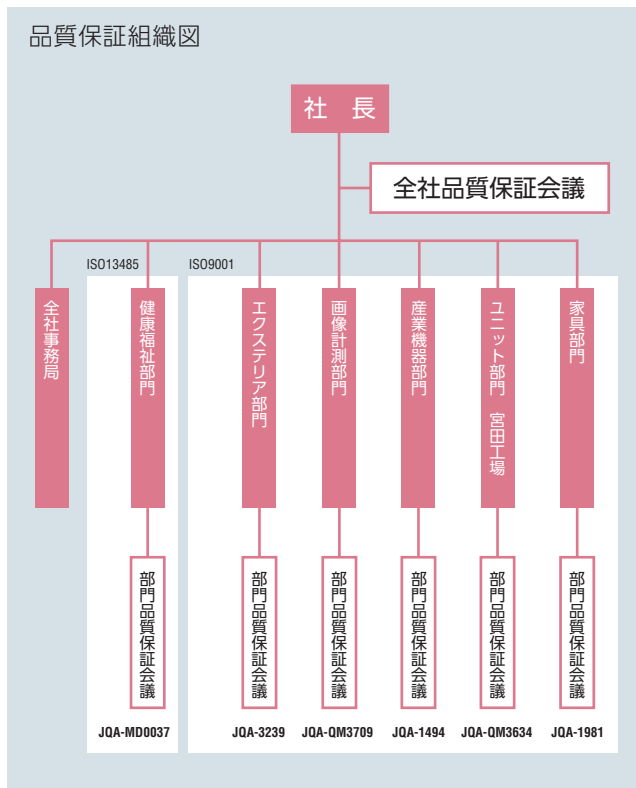 品質保証組織図
社 長
全社品質保証会議
ISO13485
ISO9001
全社事務局
健康福祉部門
エクステリア部門
画像計測部門
産業機器部門
ユニット部門 宮田工場
家具部門
部門品質保証会議
部門品質保証会議
部門品質保証会議
部門品質保証会議
部門品質保証会議
部門品質保証会議
JQA-MD0037
JQA-3239
JQA-QM3709
JQA-1494
JQA-QM3634
JQA-1981